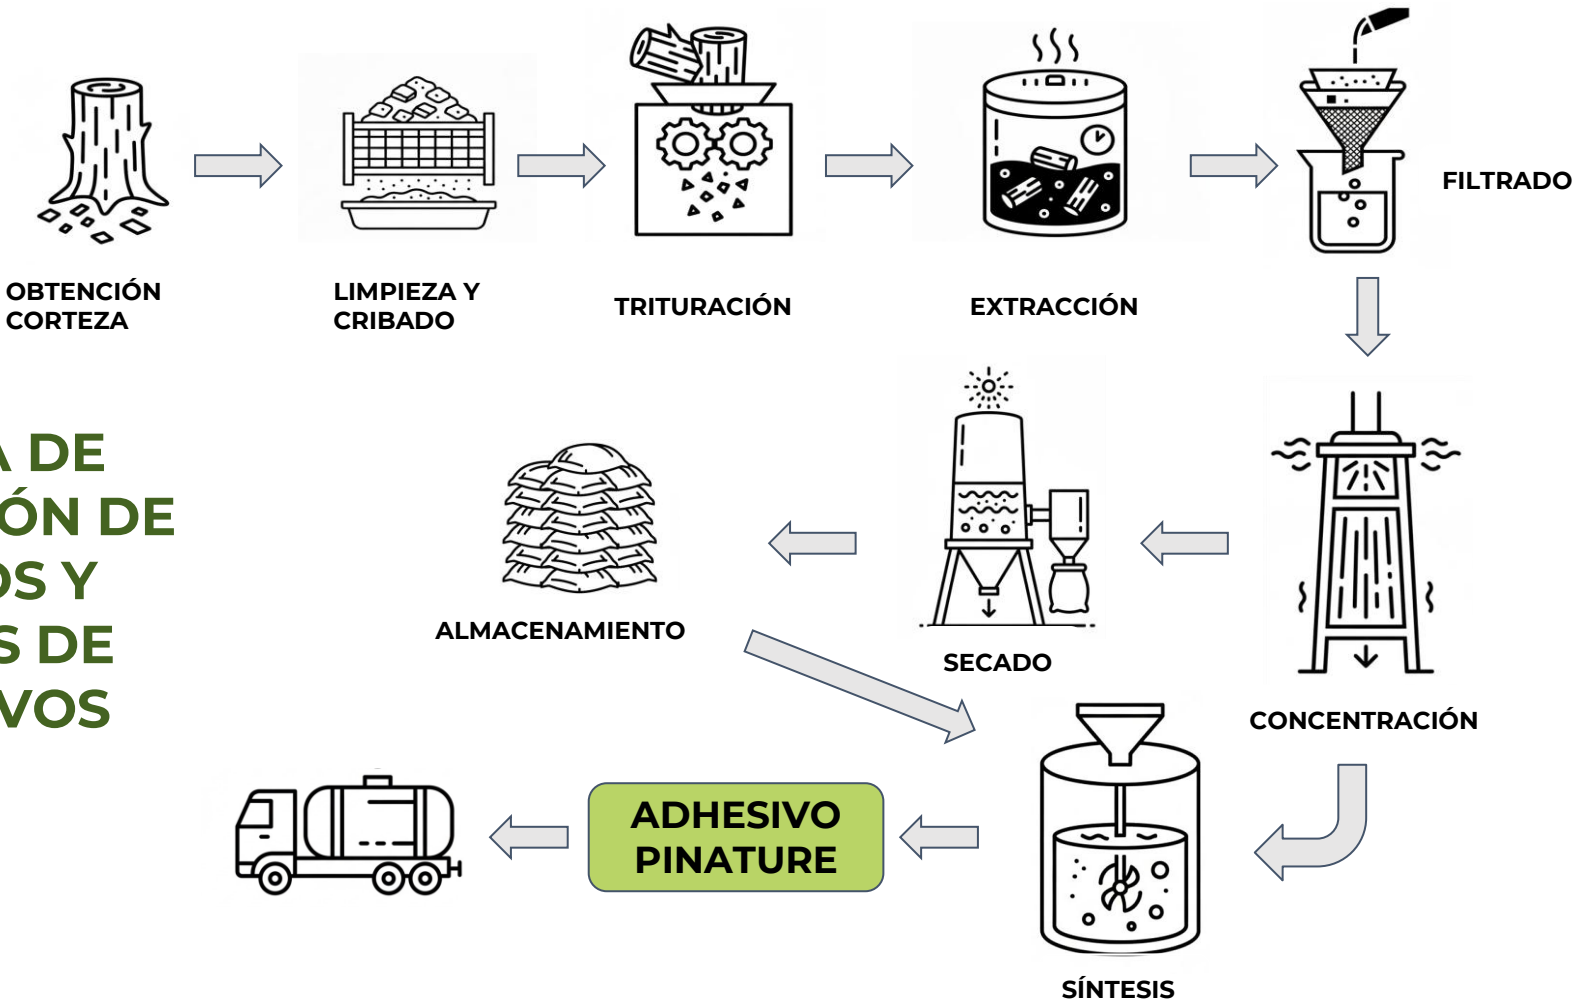 OBTENCIÓN
CORTEZA
LIMPIEZA Y
CRIBADO
TRITURACIÓN
EXTRACCIÓN
FILTRADO
DE
ÓN DE
OS Y
S DE
VOS
ALMACENAMIENTO
SECADO
CONCENTRACIÓN
ADHESIVO
PINATURE
SÍNTESIS